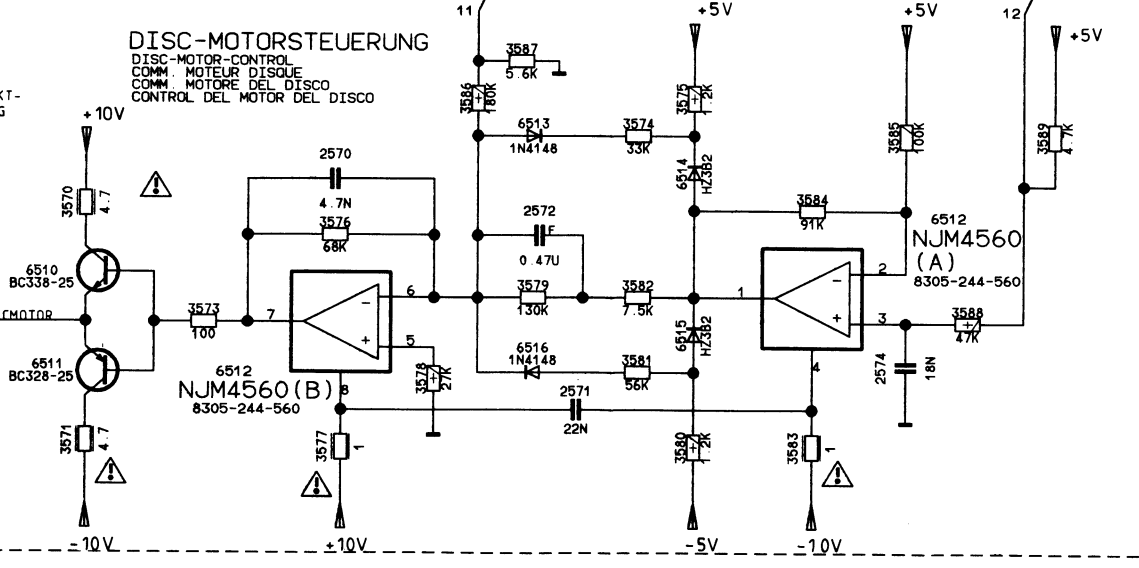 11
+5V
+5V
12
+5V
DISC-MOTORSTEUERUNG
DISC-MOTOR-CONTROL
COMM. MOTEUR DISQUE
COMM. MOTORE DEL DISCO
CONTROL DEL MOTOR DEL DISCO
KT-
G
+10V
3587
5.6K
3586
180K
3575
1.2K
3585
100K
3589
4.7K
6513
1N4148
3574
33K
2570
4.7N
3570
4.7
6514
HZ3B2
3584
91K
3576
68K
2572
F
0.47U
6512
NJM4560
(A)
8305-244-560
6510
BC338-25
2
6
3579
130K
3582
7.5K
1
3573
100
7
CMOTOR
3
3588
47K
6515
HZ3B2
5
6516
1N4148
3581
56K
6511
BC328-25
6512
NJM4560(B)
8305-244-560
8
3578
27K
4
2574
18N
2571
22N
3571
4.7
3577
1
3580
1.2K
3583
1
-10V
+10V
-5V
-10V